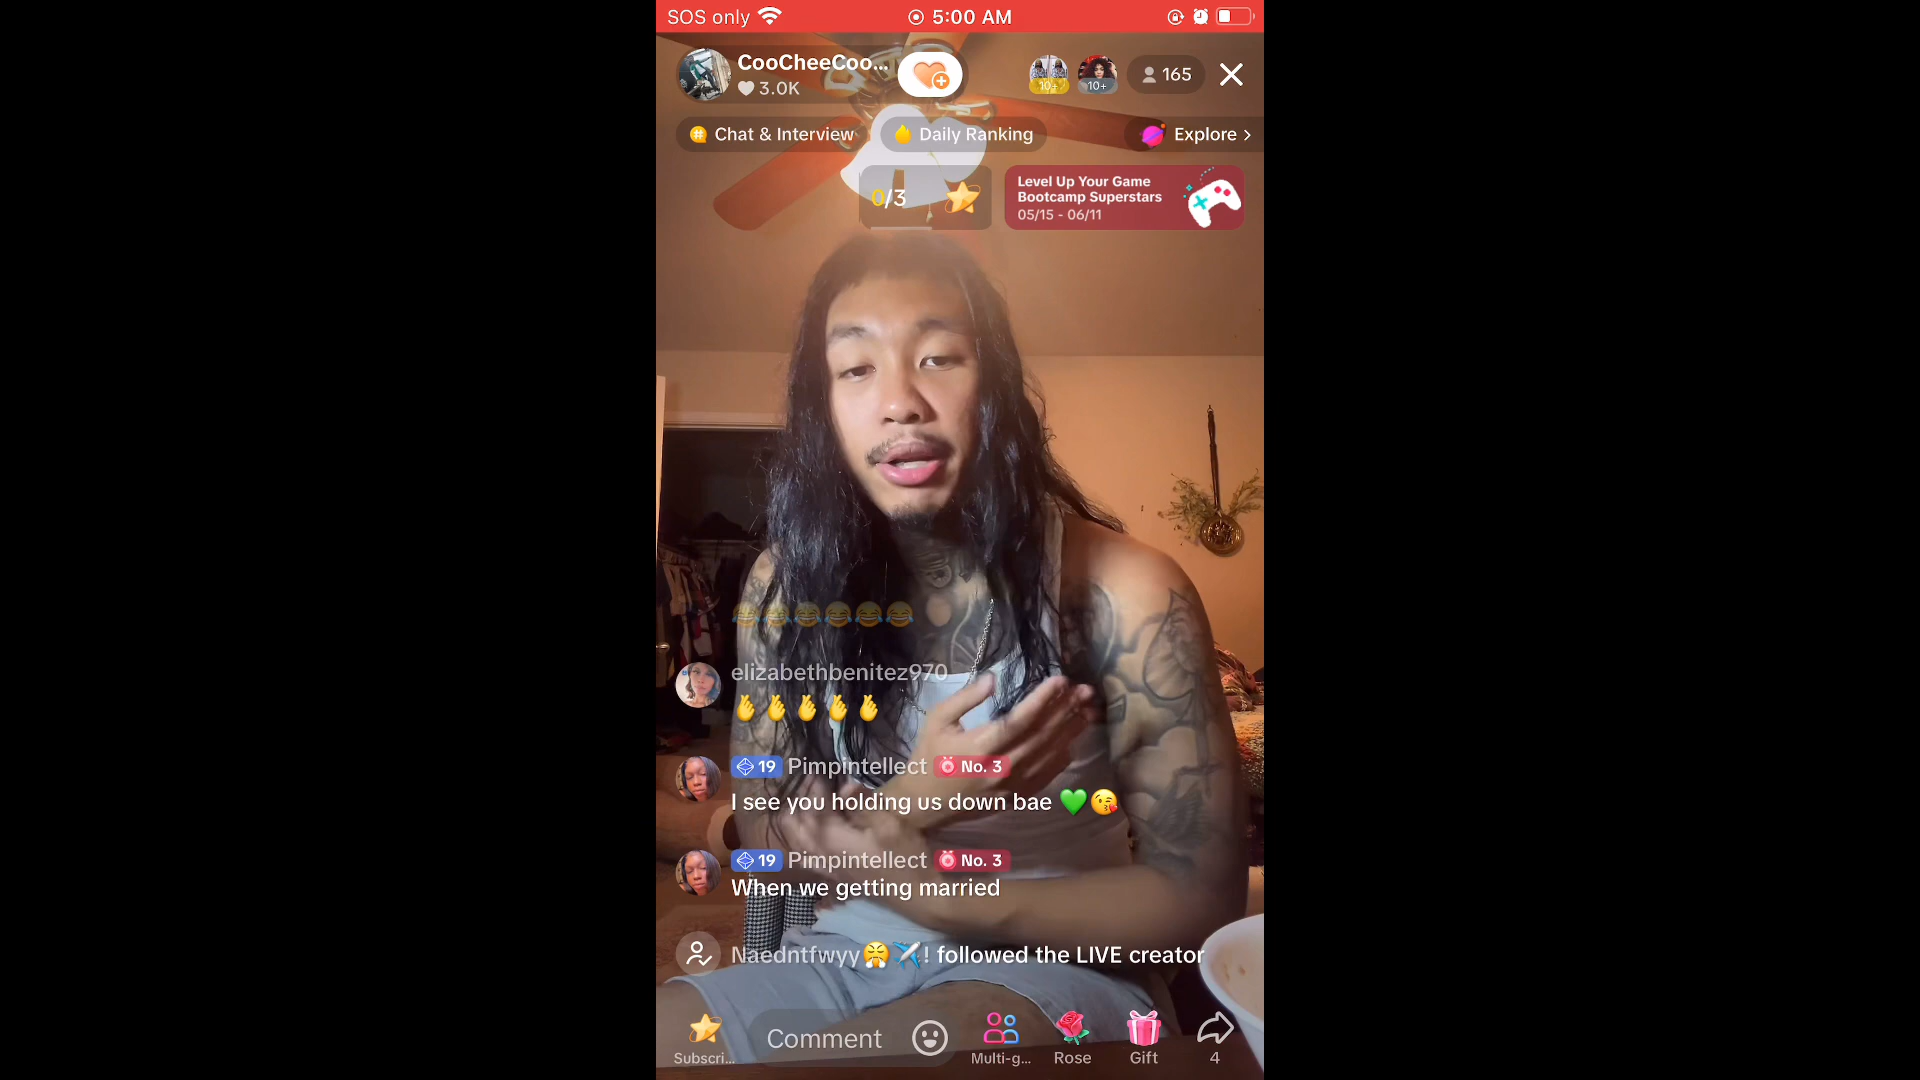 SOS only 5:00 AM
CooCheeCoo...
3.0K
10+
10+
165
Chat & Interview
Daily Ranking
Explore >
0/3
Level Up Your Game
Bootcamp Superstars
05/15 - 06/11
😂😂😂😂😂😂
elizabethbenitez970
🫰🫰🫰🫰🫰
19 Pimpintellect No. 3
I see you holding us down bae 💚😘
19 Pimpintellect No. 3
When we getting married
Naedntfwyy😤✈️! followed the LIVE creator
Comment
Subscri...
Multi-g...
Rose
Gift
4